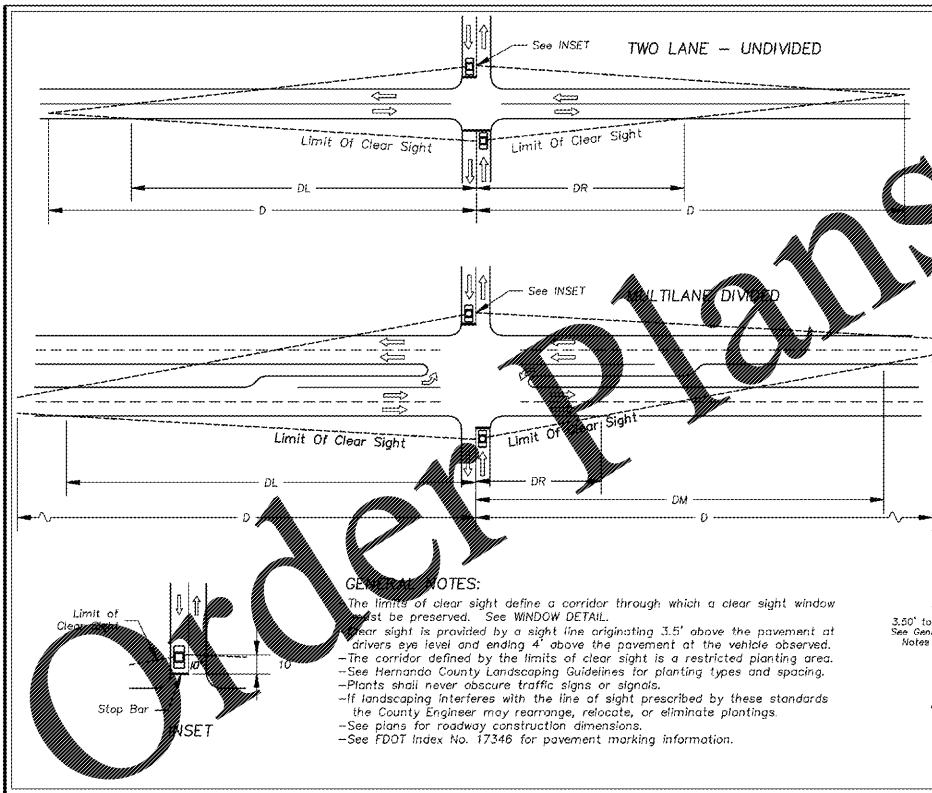 See INSET
TWO LANE – UNDIVIDED
Limit Of Clear Sight
Limit Of Clear Sight
DL
DR
D
D
See INSET
MULTILANE DIVIDED
Limit Of Clear Sight
Limit Of Clear Sight
DL
DR
DM
D
D
Order Plans
Limit of
Clear Sight
10'
10
Stop Bar
INSET
GENERAL NOTES:
-The limits of clear sight define a corridor through which a clear sight window
must be preserved. See WINDOW DETAIL.
-Clear sight is provided by a sight line originating 3.5' above the pavement at
drivers eye level and ending 4' above the pavement at the vehicle observed.
-The corridor defined by the limits of clear sight is a restricted planting area.
-See Hernando County Landscaping Guidelines for planting types and spacing.
-Plants shall never obscure traffic signs or signals.
-If landscaping interferes with the line of sight prescribed by these standards
the County Engineer may rearrange, relocate, or eliminate plantings.
-See plans for roadway construction dimensions.
-See FDOT Index No. 17346 for pavement marking information.
3.50' to
See Gen
Notes